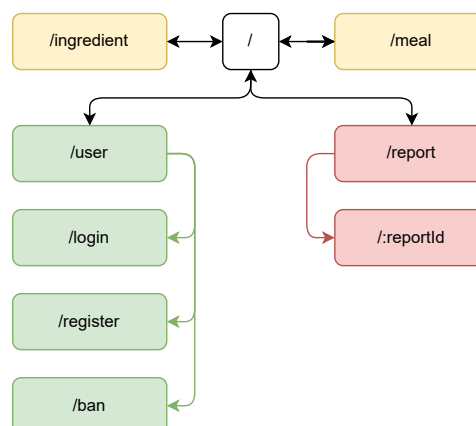 /ingredient
/
/meal
/user
/report
/login
/:reportId
/register
/ban